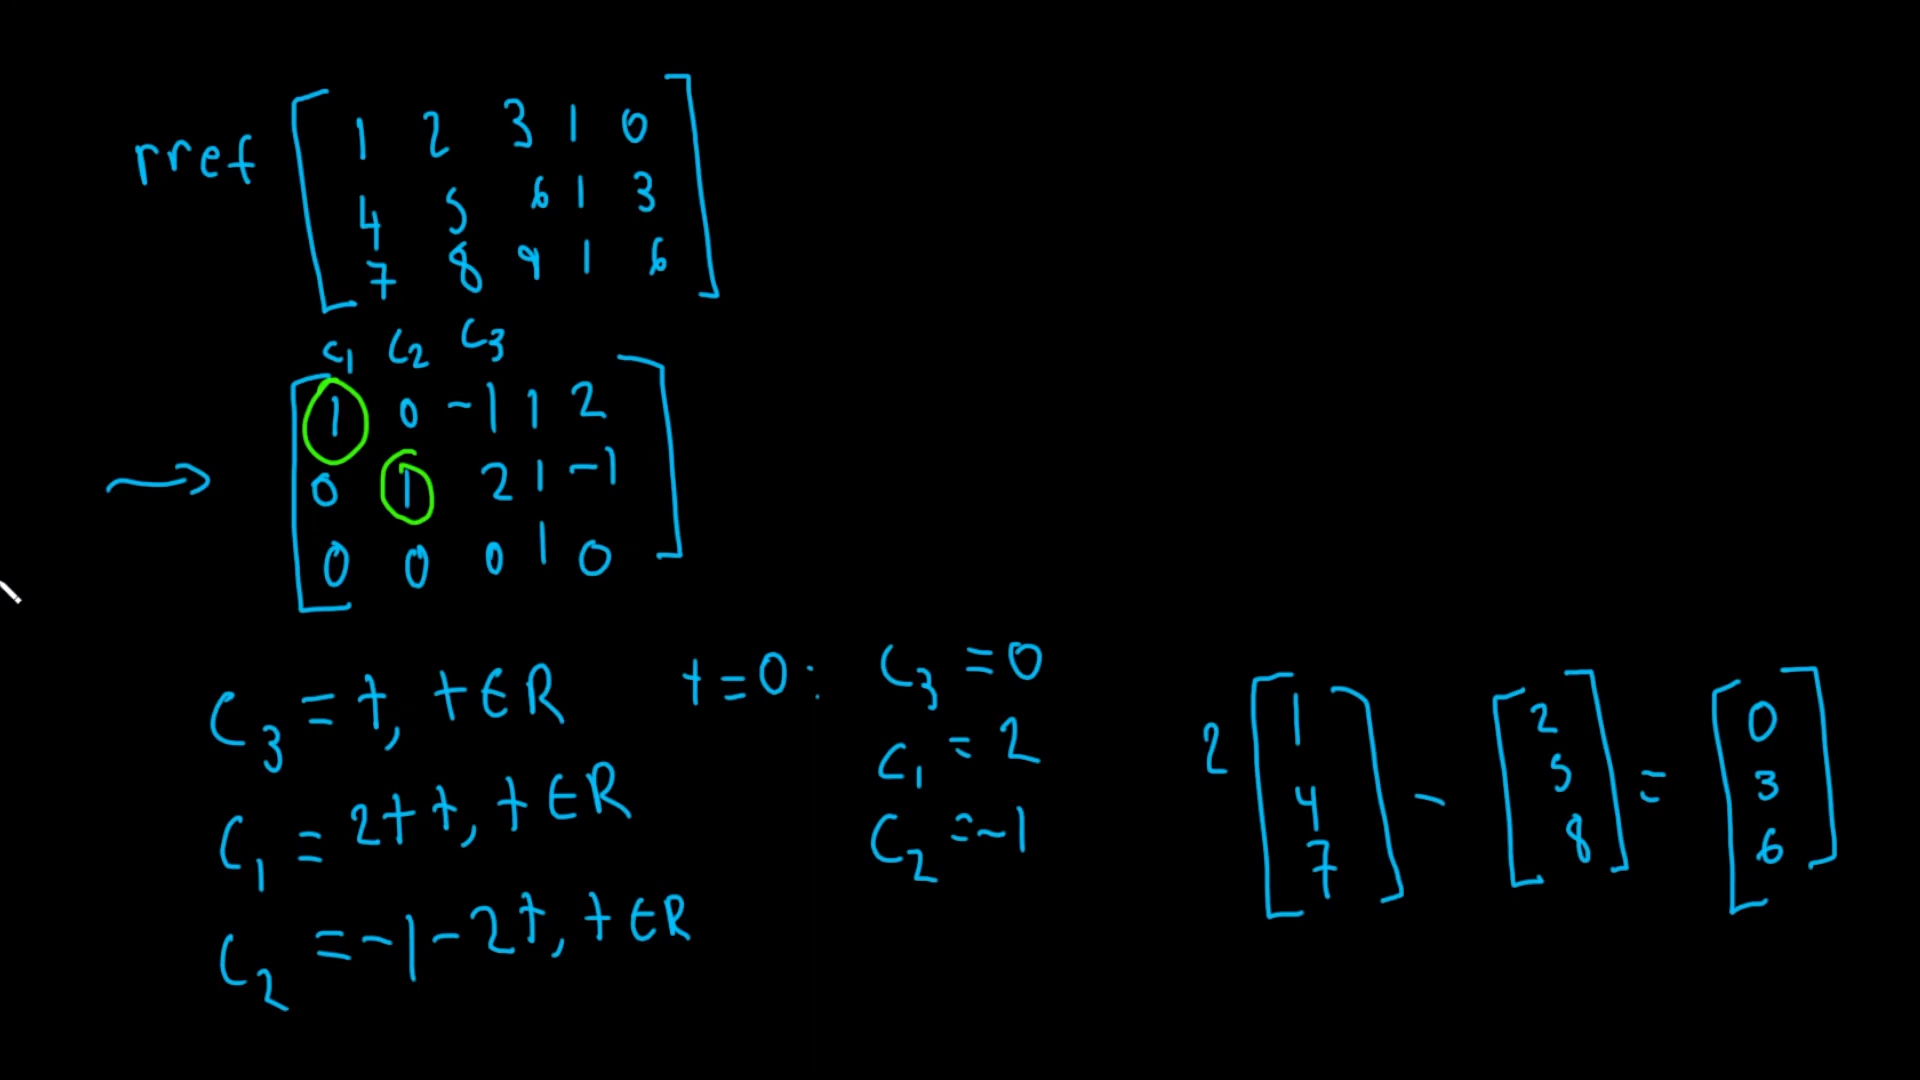 rref [ 1 2 3 | 0 ]
[ 4 5 6 | 3 ]
[ 7 8 9 | 6 ]
C₁ C₂ C₃
→ [ 1 0 -1 | 2 ]
[ 0 1 2 | -1 ]
[ 0 0 0 | 0 ]
C₃ = t, t ∈ R
C₁ = 2 + t, t ∈ R
C₂ = -1 - 2t, t ∈ R
t = 0: C₃ = 0
C₁ = 2
C₂ = -1
2 [ 1 4 7 ] - [ 2 5 8 ] = [ 0 3 6 ]